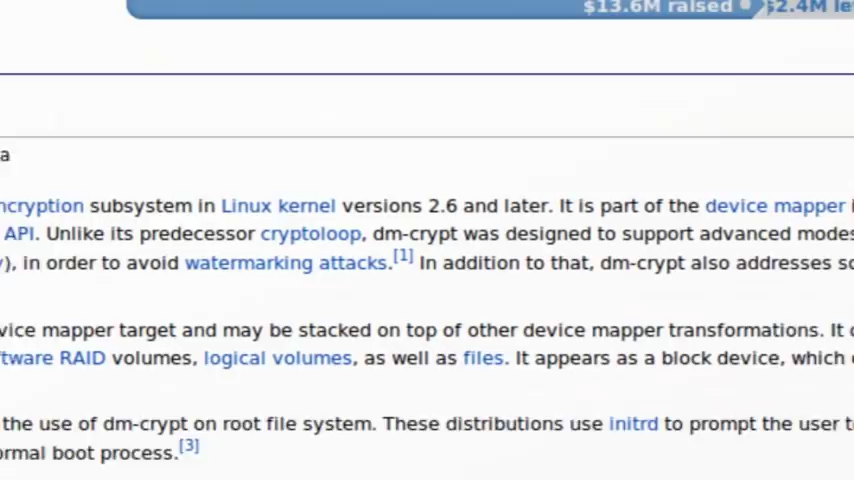 $13.6M raised $2.4M le
a
ncryption subsystem in Linux kernel versions 2.6 and later. It is part of the device mapper i
API. Unlike its predecessor cryptoloop, dm-crypt was designed to support advanced modes
y), in order to avoid watermarking attacks.[1] In addition to that, dm-crypt also addresses so
vice mapper target and may be stacked on top of other device mapper transformations. It c
ftware RAID volumes, logical volumes, as well as files. It appears as a block device, which c
the use of dm-crypt on root file system. These distributions use initrd to prompt the user to
ormal boot process.[3]